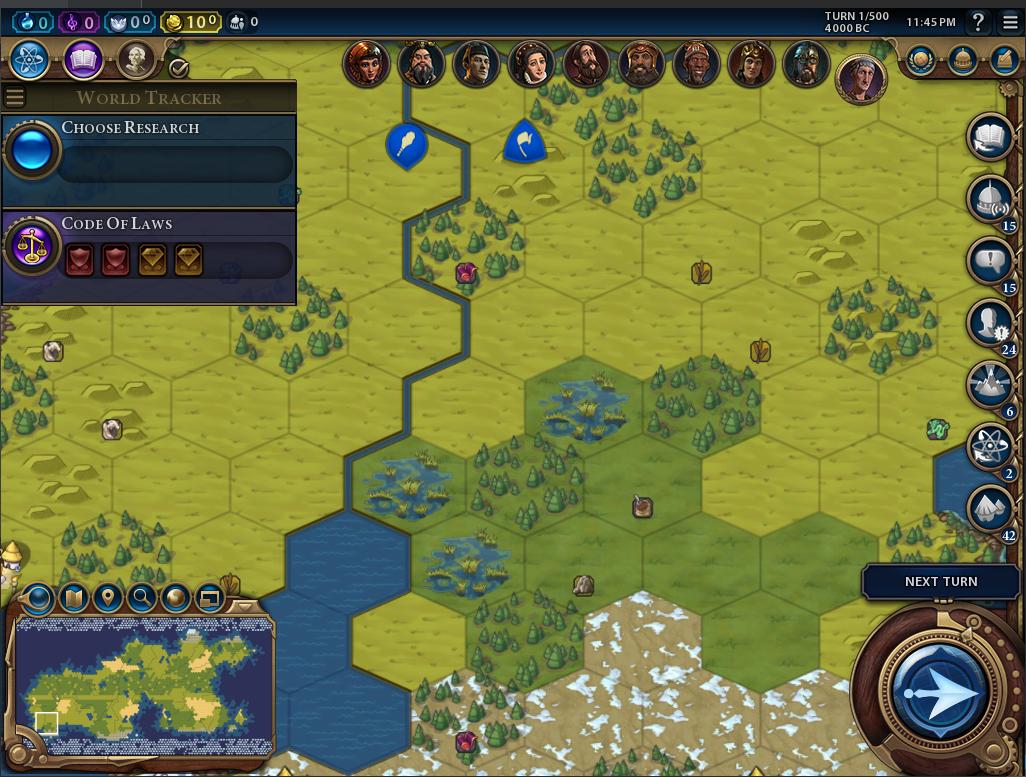 0
0
0 0
10 0
0
TURN 1/500
4000 BC
11:45 PM
?
WORLD TRACKER
CHOOSE RESEARCH
CODE OF LAWS
15
15
24
6
2
42
NEXT TURN